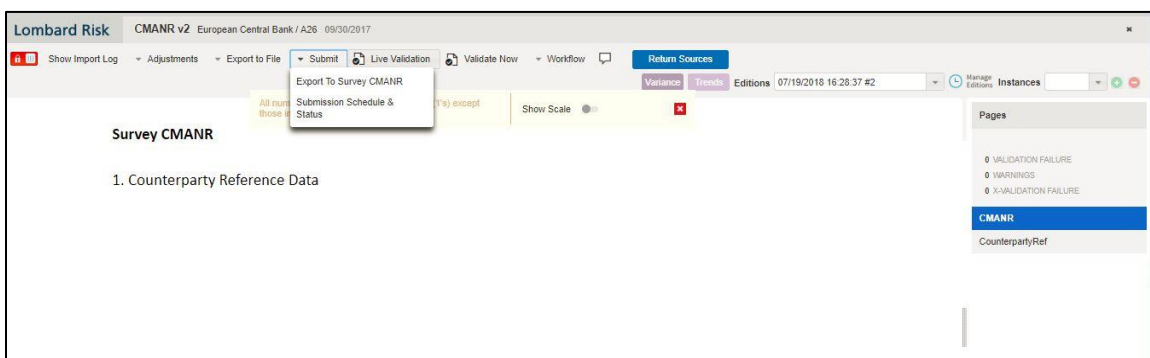 Lombard Risk CMANR v2 European Central Bank / A26 09/30/2017
Show Import Log Adjustments Export to File Submit Live Validation Validate Now Workflow Return Sources
Export To Survey CMANR
Submission Schedule & Status
Variance Trends Editions 07/19/2018 16:28:37 #2 Manage Editions Instances
All num
(1's) except
those i
Show Scale
Survey CMANR
1. Counterparty Reference Data
Pages
0 VALIDATION FAILURE
0 WARNINGS
0 X-VALIDATION FAILURE
CMANR
CounterpartyRef